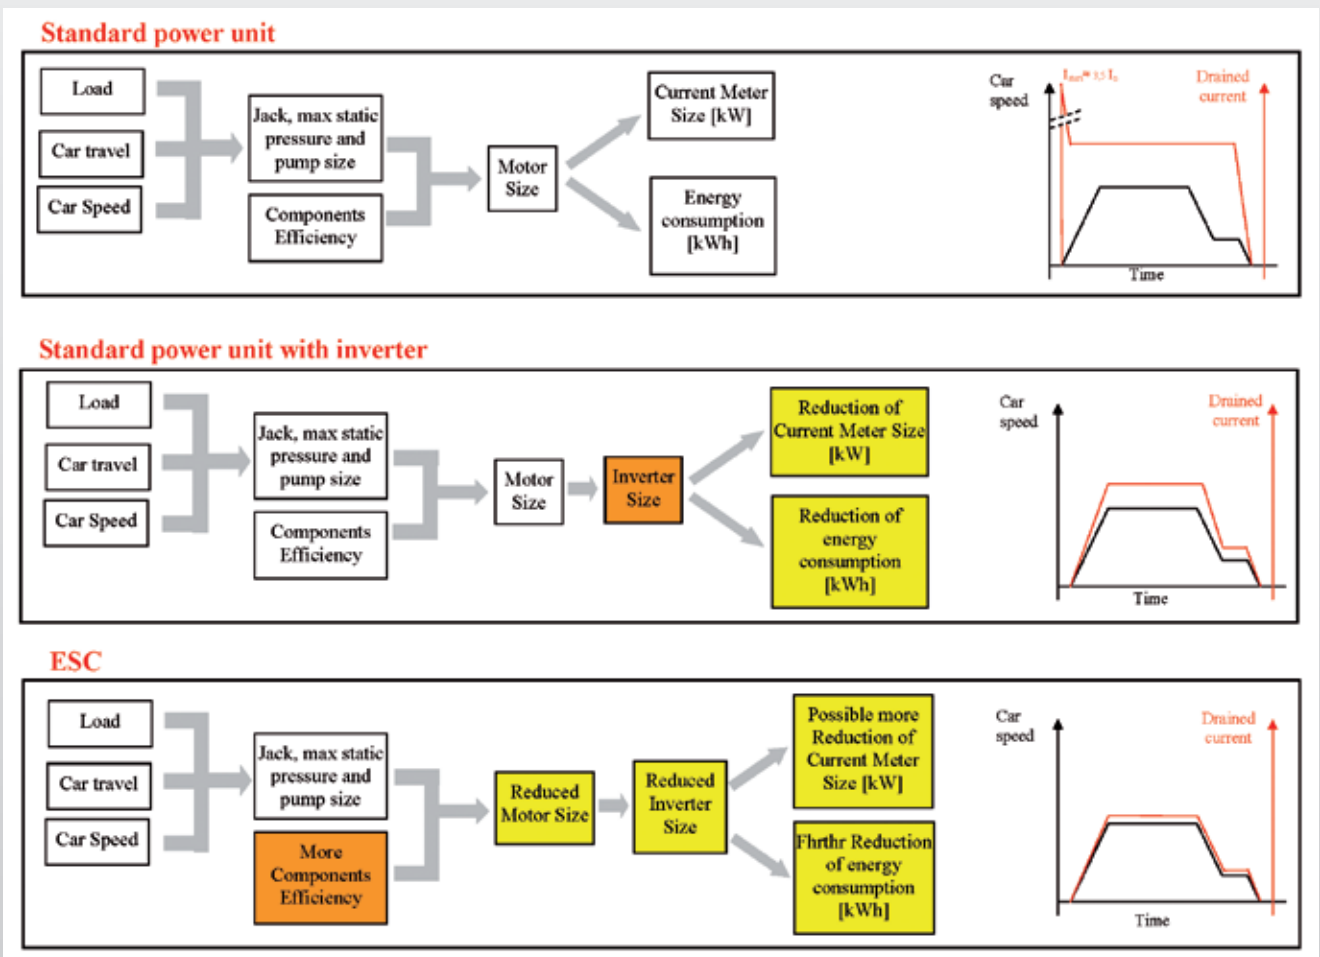 Standard power unit
Load
Car travel
Car Speed
Jack, max static
pressure and
pump size
Components
Efficiency
Motor
Size
Current Meter
Size [kW]
Energy
consumption
[kWh]
Car
speed
Drained
current
Time
Standard power unit with inverter
Load
Car travel
Car Speed
Jack, max static
pressure and
pump size
Components
Efficiency
Motor
Size
Inverter
Size
Reduction of
Current Meter Size
[kW]
Reduction of
energy
consumption
[kWh]
Car
speed
Drained
current
Time
ESC
Load
Car travel
Car Speed
Jack, max static
pressure and
pump size
More
Components
Efficiency
Reduced
Motor Size
Reduced
Inverter
Size
Possible more
Reduction of
Current Meter
Size [kW]
Fhrthr Reduction
of energy
consumption
[kWh]
Car
speed
Drained
current
Time